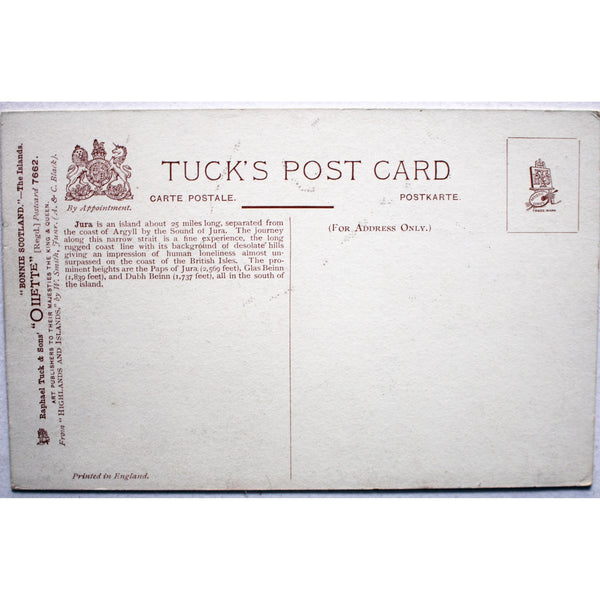 "BONNIE SCOTLAND."—The Islands.
Raphael Tuck & Sons' "OILETTE" [Regd.] Postcard 7662.
ART PUBLISHERS TO THEIR MAJESTIES THE KING & QUEEN.
From "HIGHLANDS AND ISLANDS," by W. Smith, Junr. (A. & C. Black).
By Appointment.
TUCK'S POST CARD
CARTE POSTALE.
POSTKARTE.
TRADE MARK
Jura is an island about 25 miles long, separated from
the coast of Argyll by the Sound of Jura. The journey
along this narrow strait is a fine experience, the long
rugged coast line with its background of desolate hills
giving an impression of human loneliness almost un-
surpassed on the coast of the British Isles. The pro-
minent heights are the Paps of Jura (2,569 feet), Glas Beinn
(1,839 feet), and Dubh Beinn (1,737 feet), all in the south of
the island.
(FOR ADDRESS ONLY.)
Printed in England.